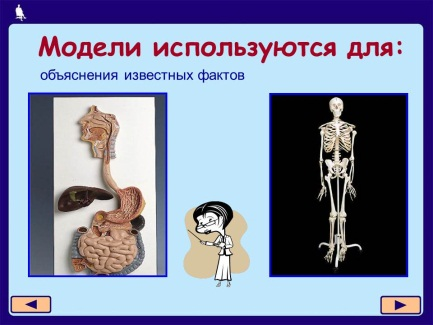 Модели используются для:
объяснения известных фактов